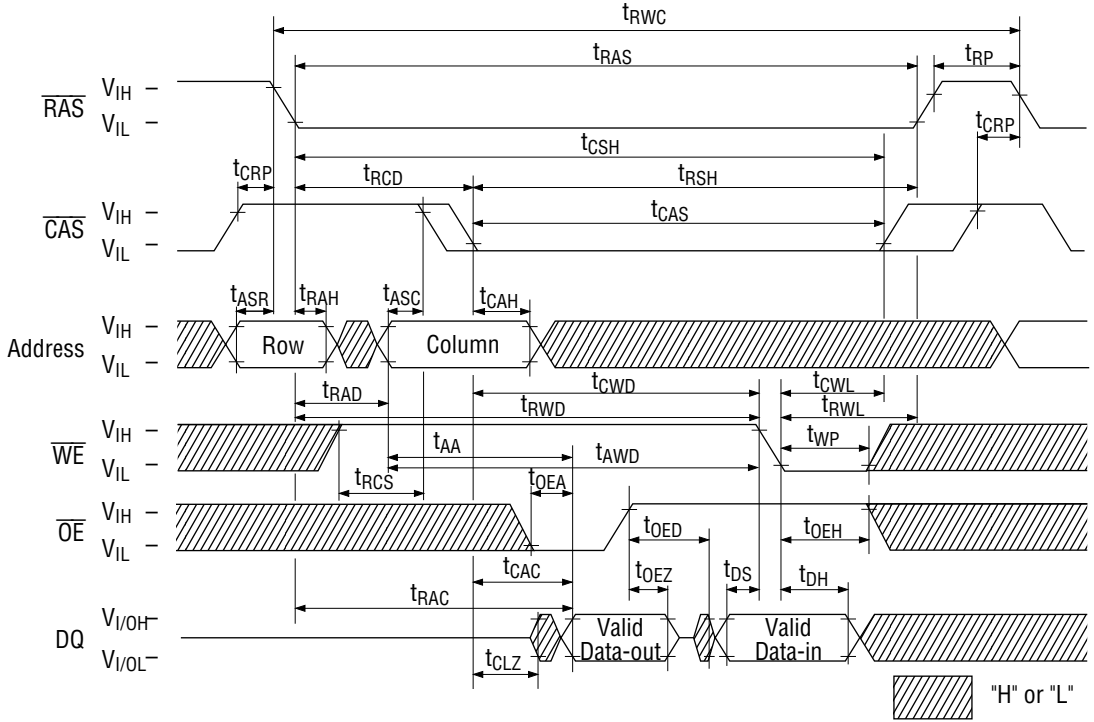 tRWC
tRAS
tRP
RAS
VIH
VIL
tCRP
tCSH
tCRP
tRCD
tRSH
CAS
VIH
VIL
tCAS
tASR
tRAH
tASC
tCAH
Address
VIH
VIL
Row
Column
tRAD
tCWD
tCWL
tRWD
tRWL
WE
VIH
VIL
tAA
tWP
tAWD
tRCS
tOEA
OE
VIH
VIL
tOED
tOEH
tCAC
tOEZ
tDS
tDH
tRAC
DQ
VI/OH
VI/OL
Valid
Data-out
Valid
Data-in
tCLZ
"H" or "L"